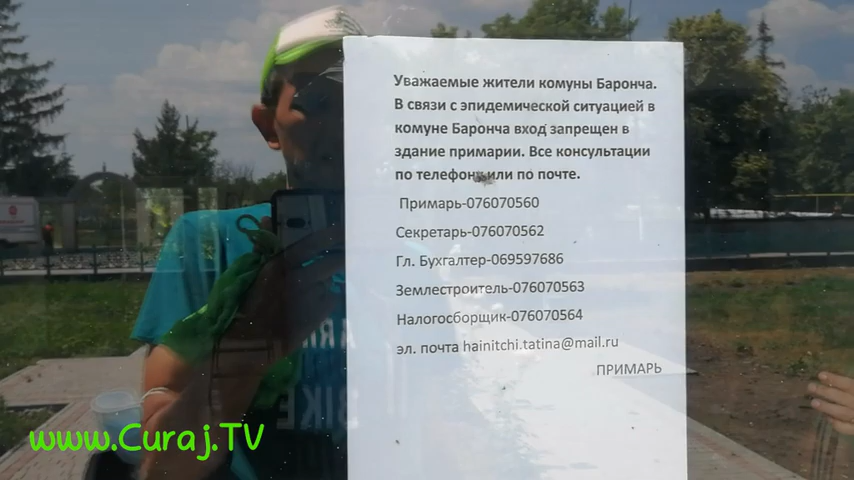 Уважаемые жители комуны Баронча.
В связи с эпидемической ситуацией в
комуне Баронча вход запрещен в
здание примарии. Все консультации
по телефону или по почте.
Примарь-076070560
Секретарь-076070562
Гл. Бухгалтер-069597686
Землестроитель-076070563
Налогосборщик-076070564
эл. почта hainitchi.tatina@mail.ru
ПРИМАРЬ
BIKE
www.Curaj.TV